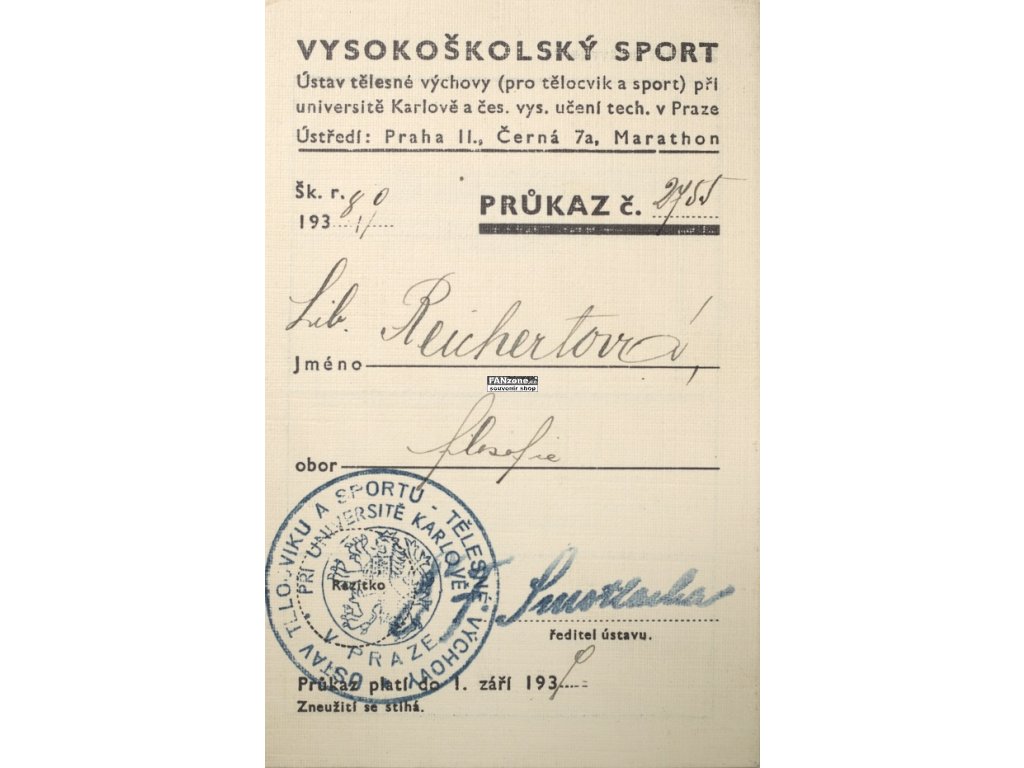 VYSOKOŠKOLSKÝ SPORT
Ústav tělesné výchovy (pro tělocvik a sport) při
universitě Karlově a čes. vys. učení tech. v Praze
Ústředí: Praha II., Černá 7a, Marathon
Šk. r.
193
PRŮKAZ č. 2755
Lib. Reichertová,
Jméno
filosofie
obor
ÚSTAV TĚLOCVIKU A SPORTU - TĚLESNÉ VÝCHOVY
PŘI UNIVERSITĚ KARLOVĚ
V PRAZE
Razítko
Smotlacha
ředitel ústavu.
Průkaz platí do 1. září 1939
Zneužití se stíhá.
FANzone.cz
souvenir shop